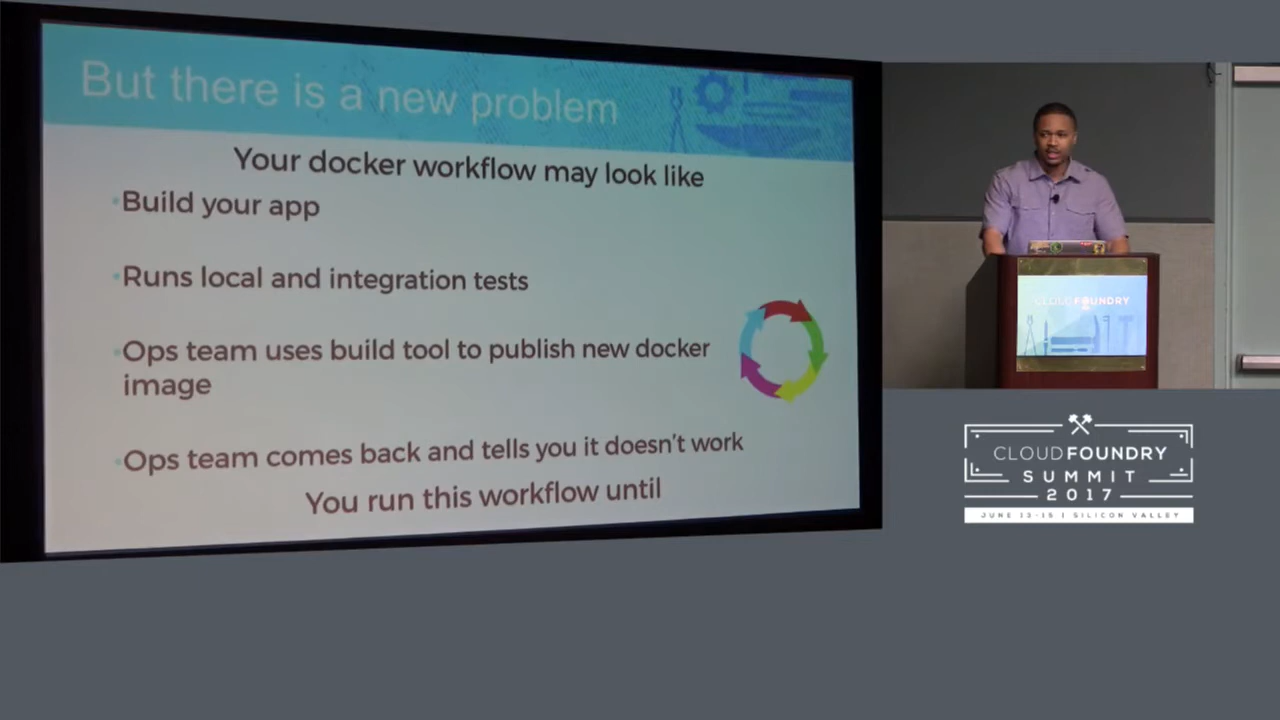 But there is a new problem
Your docker workflow may look like
Build your app
Runs local and integration tests
Ops team uses build tool to publish new docker
image
Ops team comes back and tells you it doesn't work
You run this workflow until
CLOUD FOUNDRY
CLOUD FOUNDRY
SUMMIT
2017
JUNE 13-15 | SILICON VALLEY